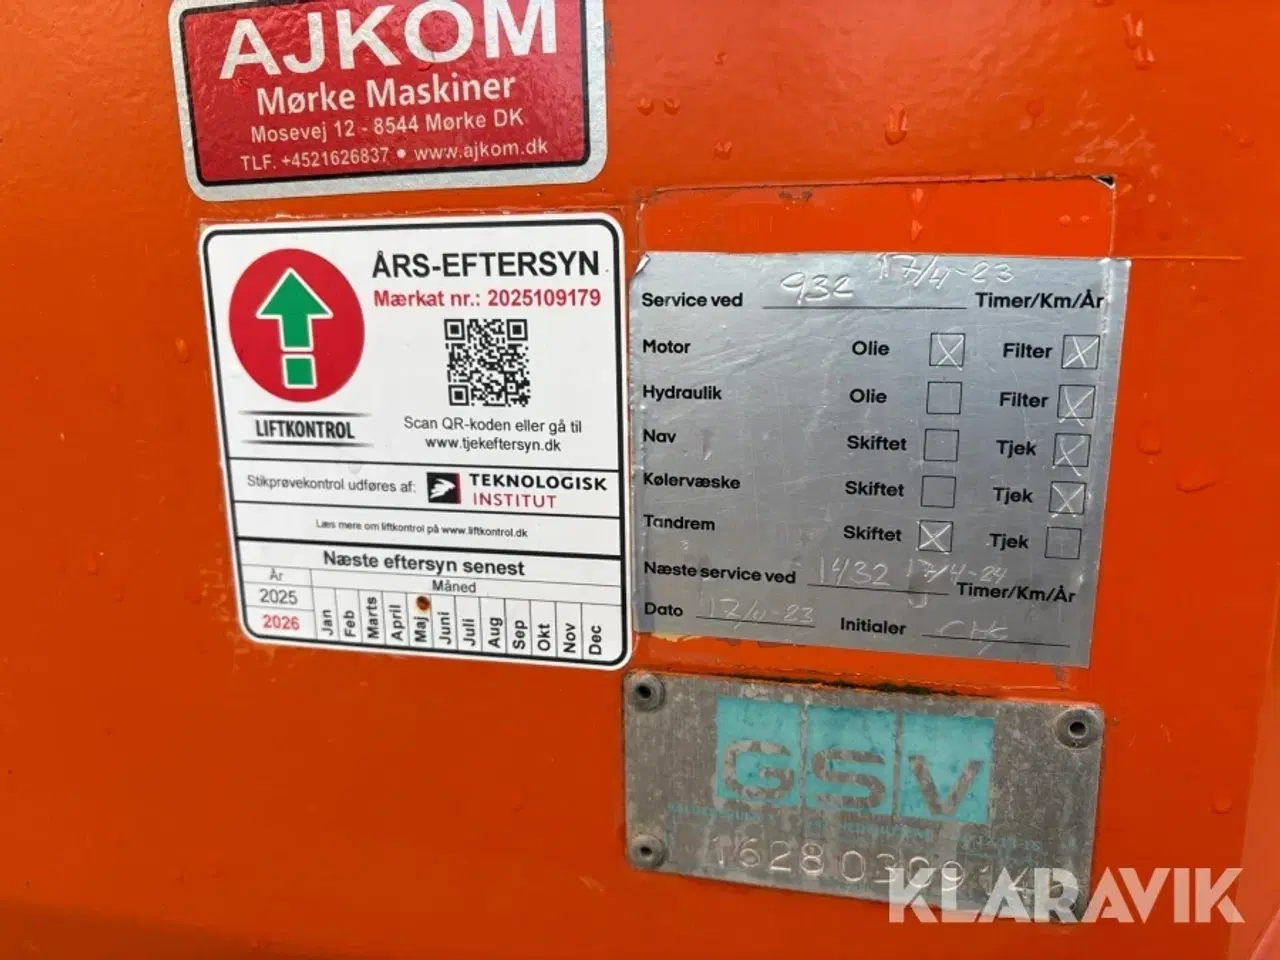 AJKOM
Mørke Maskiner
Mosevej 12 - 8544 Mørke DK
TLF. +4521626837 • www.ajkom.dk
ÅRS-EFTERSYN
Mærkat nr.: 2025109179
LIFTKONTROL
Scan QR-koden eller gå til
www.tjekeftersyn.dk
Stikprøvekontrol udføres af: TEKNOLOGISK
INSTITUT
Læs mere om liftkontrol på www.liftkontrol.dk
Næste eftersyn senest
År Måned
2025
2026 Jan Feb Marts April Maj Juni Juli Aug Sep Okt Nov Dec
Service ved 932 17/4-23 Timer/Km/År
Motor Olie Filter
Hydraulik Olie Filter
Nav Skiftet Tjek
Kølervæske Skiftet Tjek
Tandrem Skiftet Tjek
Næste service ved 1432 17/4-24 Timer/Km/År
Dato 17/4-23 Initialer
GSV
KLARAVIK